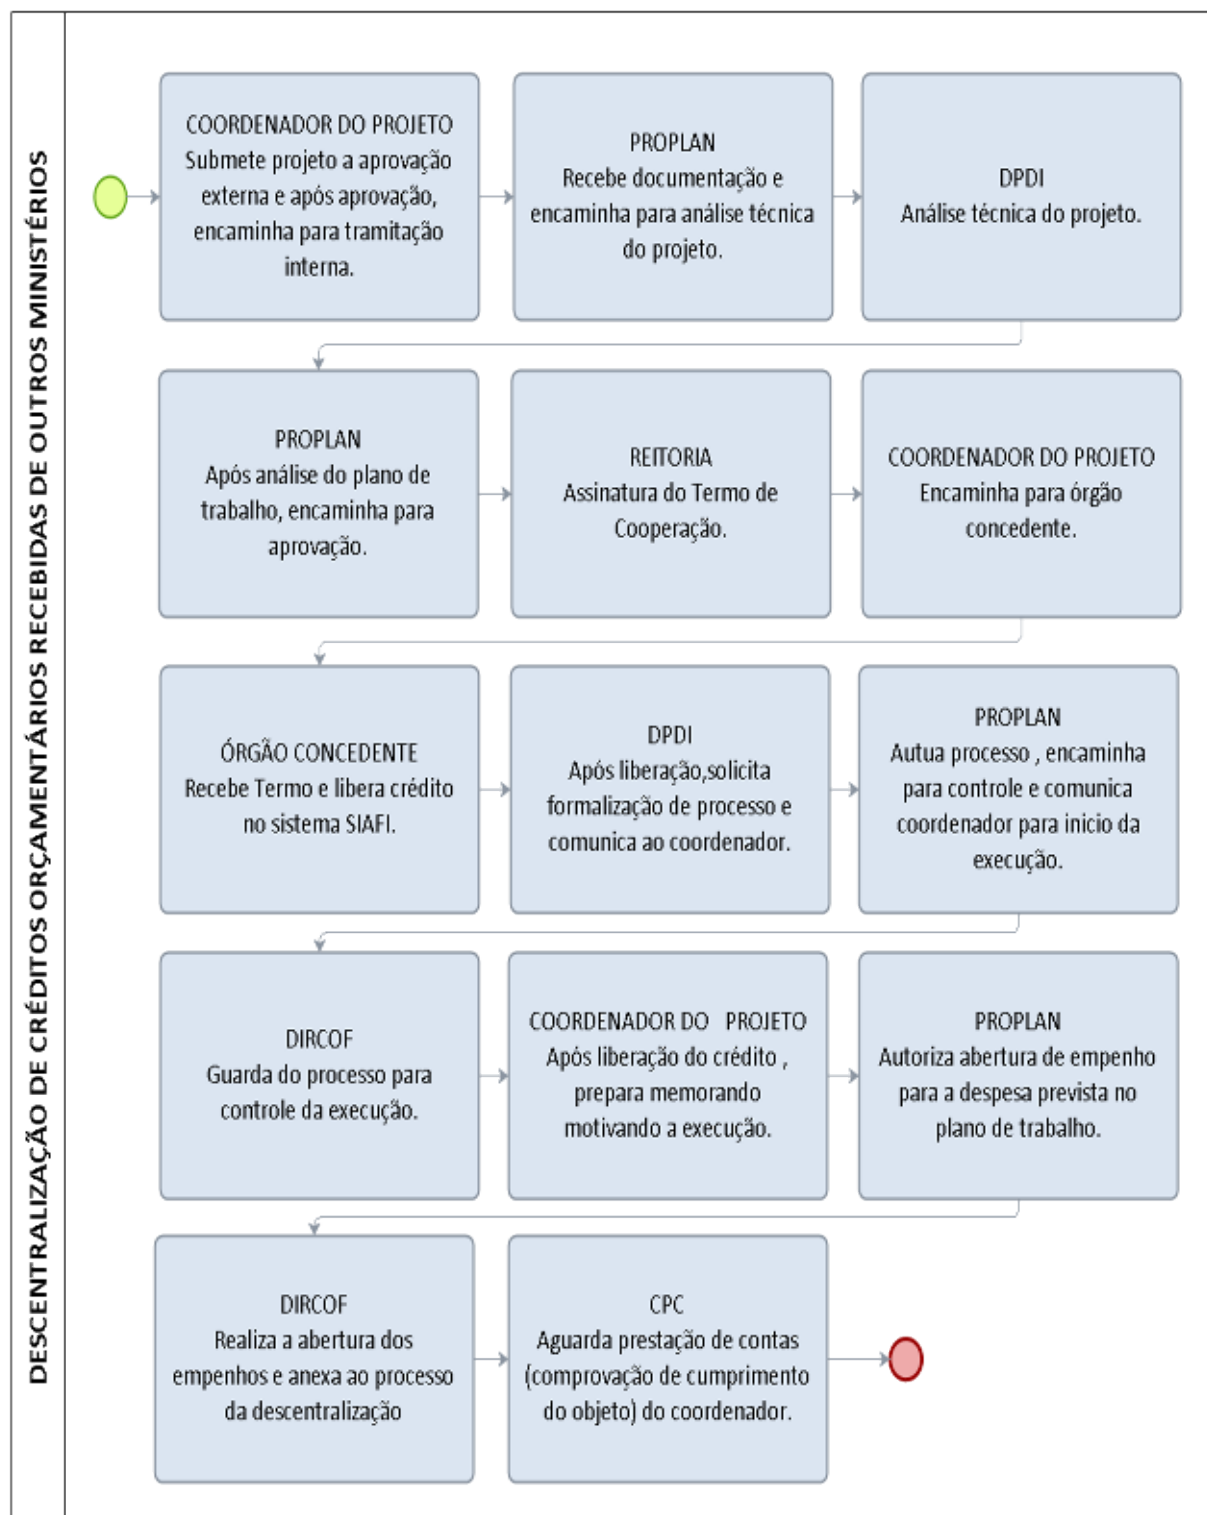 DESCENTRALIZAÇÃO DE CRÉDITOS ORÇAMENTÁRIOS RECEBIDAS DE OUTROS MINISTÉRIOS
COORDENADOR DO PROJETO
Submete projeto a aprovação
externa e após aprovação,
encaminha para tramitação
interna.
PROPLAN
Recebe documentação e
encaminha para análise técnica
do projeto.
DPDI
Análise técnica do projeto.
PROPLAN
Após análise do plano de
trabalho, encaminha para
aprovação.
REITORIA
Assinatura do Termo de
Cooperação.
COORDENADOR DO PROJETO
Encaminha para órgão
concedente.
ÓRGÃO CONCEDENTE
Recebe Termo e libera crédito
no sistema SIAFI.
DPDI
Após liberação,solicita
formalização de processo e
comunica ao coordenador.
PROPLAN
Autua processo , encaminha
para controle e comunica
coordenador para inicio da
execução.
DIRCOF
Guarda do processo para
controle da execução.
COORDENADOR DO PROJETO
Após liberação do crédito ,
prepara memorando
motivando a execução.
PROPLAN
Autoriza abertura de empenho
para a despesa prevista no
plano de trabalho.
DIRCOF
Realiza a abertura dos
empenhos e anexa ao processo
da descentralização
CPC
Aguarda prestação de contas
(comprovação de cumprimento
do objeto) do coordenador.